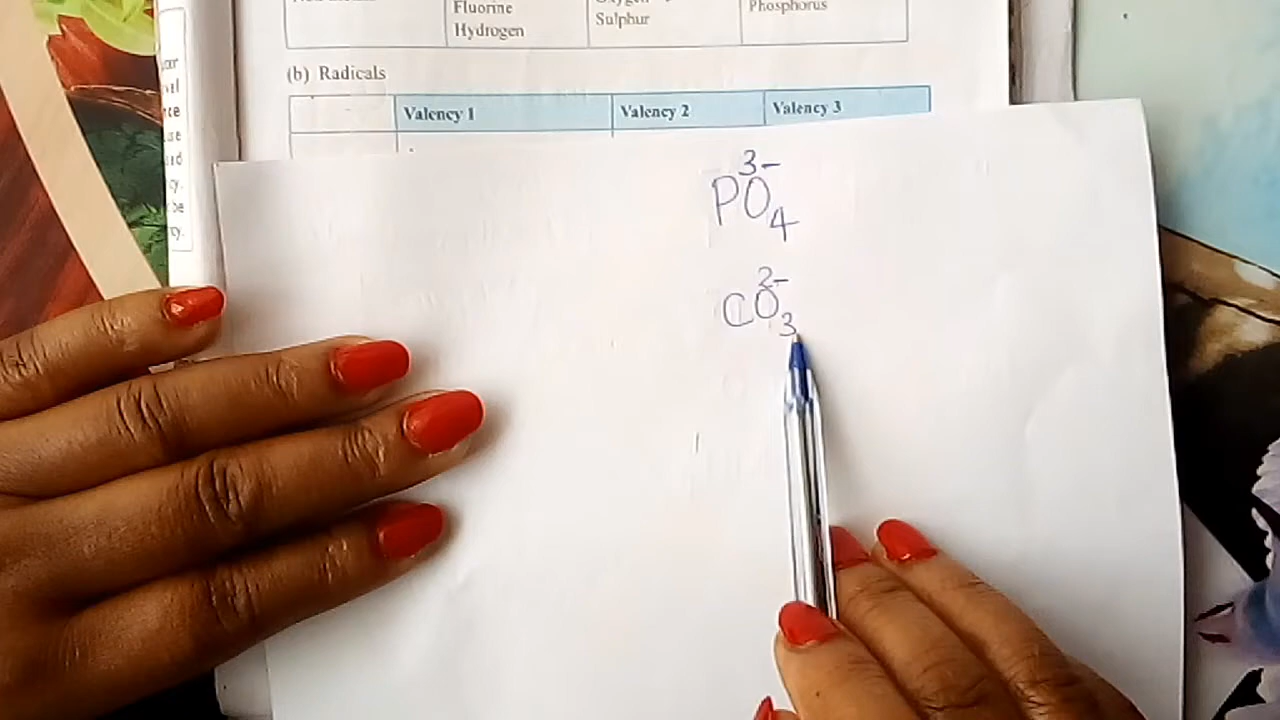 Fluorine
Hydrogen
Sulphur
Phosphorus
(b) Radicals
Valency 1 Valency 2 Valency 3
PO₄³⁻
CO₃²⁻